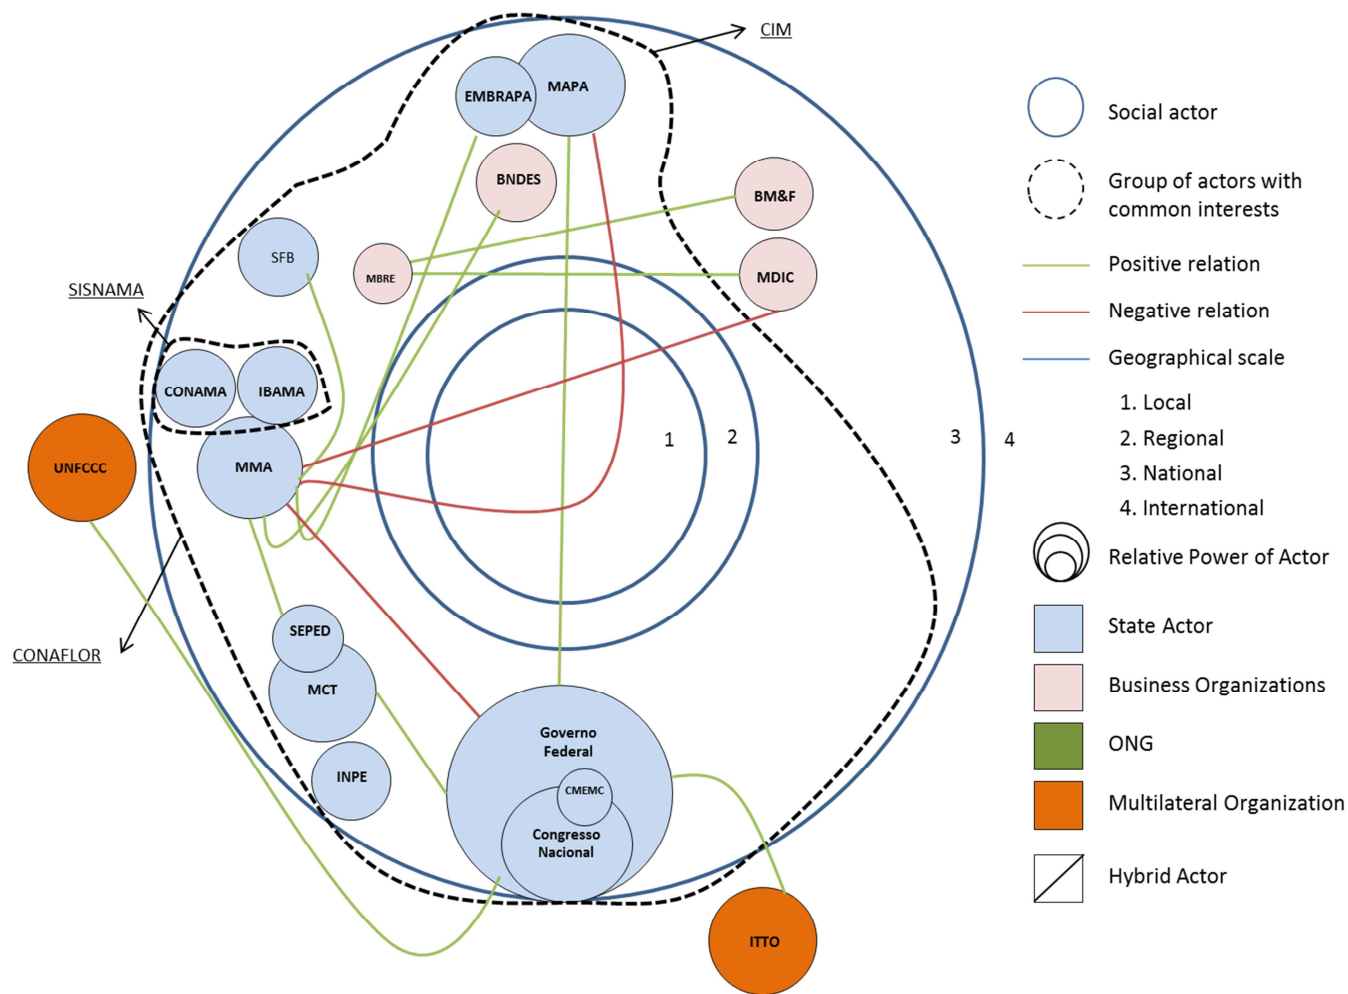 CIM
EMBRAPA
MAPA
BNDES
BM&F
SFB
MBRE
MDIC
SISNAMA
CONAMA
IBAMA
MMA
UNFCCC
1
2
3
4
SEPED
MCT
CONAFLOR
INPE
Governo
Federal
CMEMC
Congresso
Nacional
ITTO
Social actor
Group of actors with
common interests
Positive relation
Negative relation
Geographical scale
1. Local
2. Regional
3. National
4. International
Relative Power of Actor
State Actor
Business Organizations
ONG
Multilateral Organization
Hybrid Actor